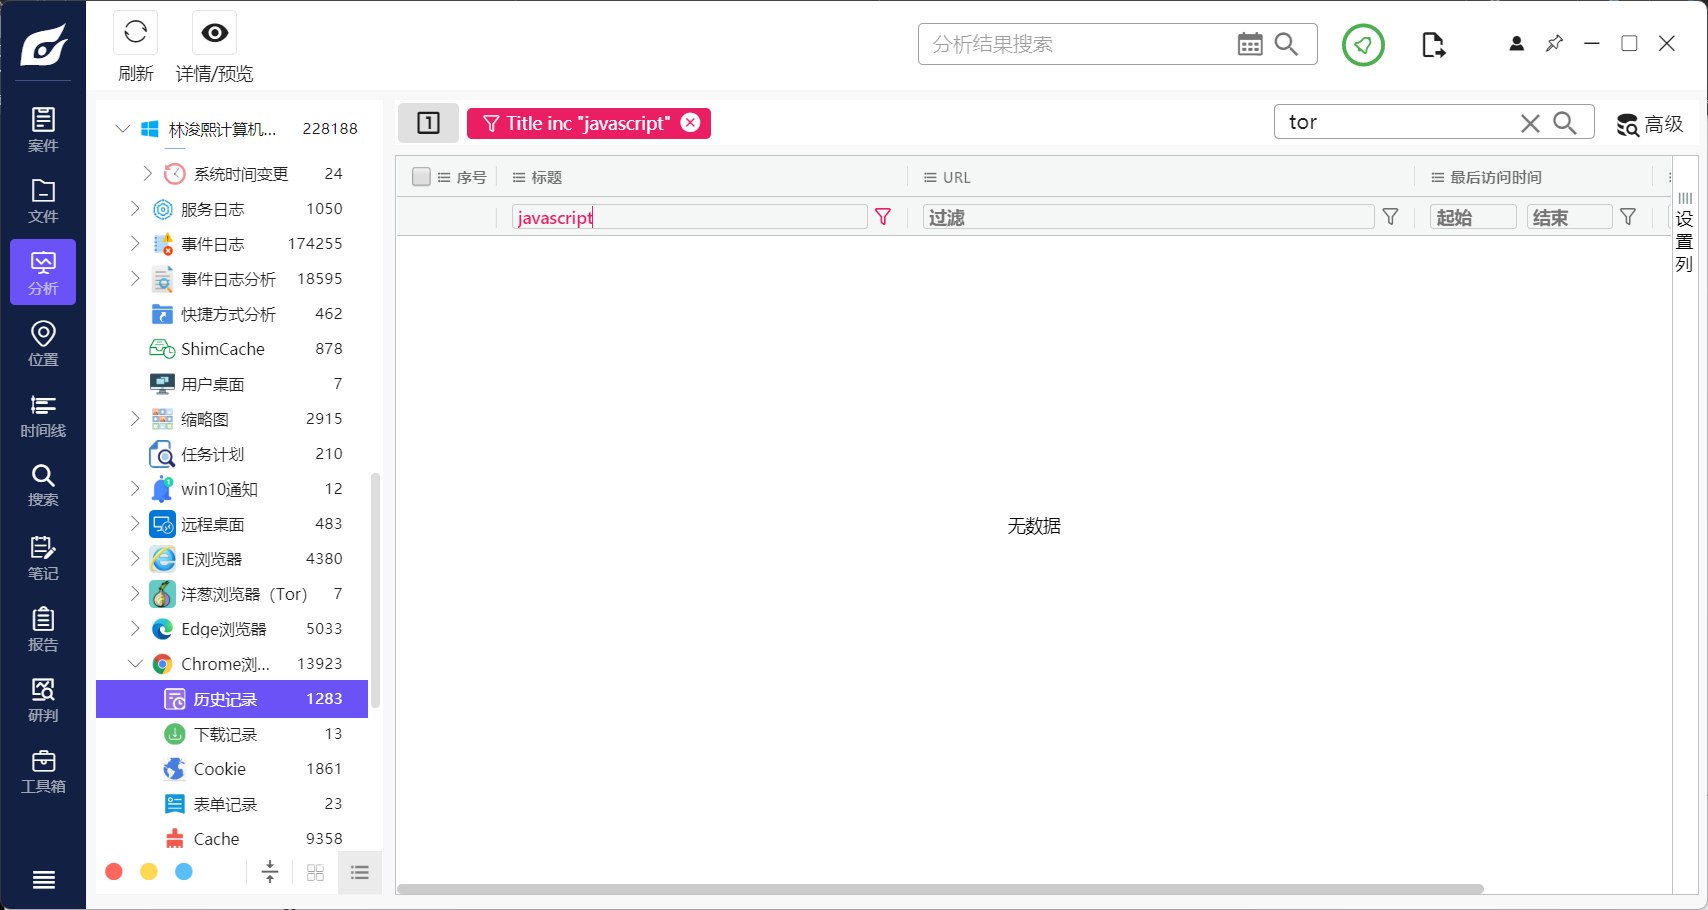 刷新
详情/预览
分析结果搜索
案件
文件
分析
位置
时间线
搜索
笔记
报告
研判
工具箱
林浚熙计算机... 228188
系统时间变更 24
服务日志 1050
事件日志 174255
事件日志分析 18595
快捷方式分析 462
ShimCache 878
用户桌面 7
缩略图 2915
任务计划 210
win10通知 12
远程桌面 483
IE浏览器 4380
洋葱浏览器（Tor） 7
Edge浏览器 5033
Chrome浏... 13923
历史记录 1283
下载记录 13
Cookie 1861
表单记录 23
Cache 9358
1
Title inc "javascript"
tor
高级
序号 标题 URL 最后访问时间
javascript 过滤 起始 结束
设置列
无数据